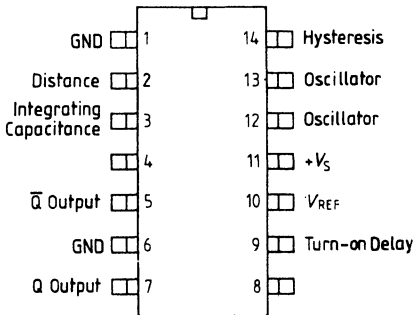 GND 1 14 Hysteresis
Distance 2 13 Oscillator
Integrating
Capacitance 3 12 Oscillator
4 11 +VS
Q̅ Output 5 10 VREF
GND 6 9 Turn-on Delay
Q Output 7 8